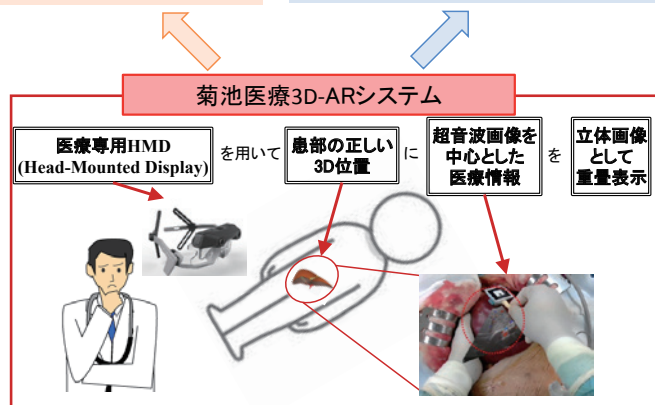 菊池医療3D-ARシステム
医療専用HMD
(Head-Mounted Display)
を用いて
患部の正しい
3D位置
に
超音波画像を
中心とした
医療情報
を
立体画像
として
重畳表示